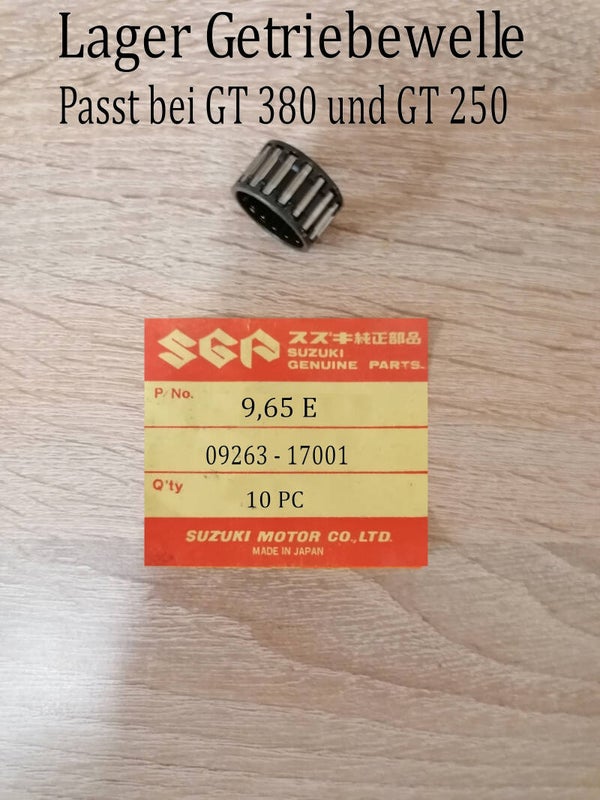 Lager Getriebewelle
Passt bei GT 380 und GT 250
SGP スズキ純正部品
SUZUKI
GENUINE PARTS
P/No.
9,65 E
09263 - 17001
Q'ty
10 PC
SUZUKI MOTOR CO.,LTD.
MADE IN JAPAN